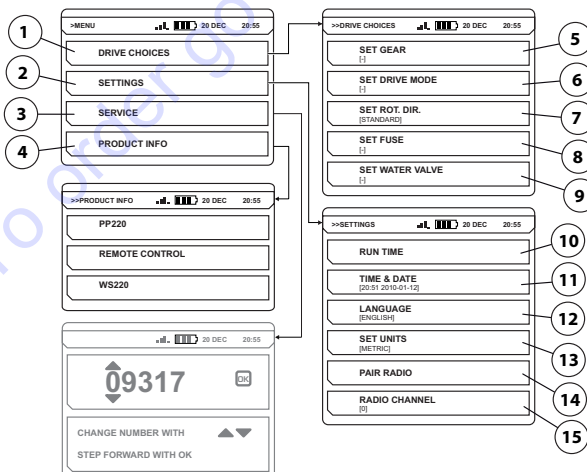 >MENU 20 DEC 20:55
1 DRIVE CHOICES
2 SETTINGS
3 SERVICE
4 PRODUCT INFO
>>PRODUCT INFO 20 DEC 20:55
PP220
REMOTE CONTROL
WS220
20 DEC 20:55
09317 OK
CHANGE NUMBER WITH
STEP FORWARD WITH OK
>>DRIVE CHOICES 20 DEC 20:55
SET GEAR 5
[-]
SET DRIVE MODE 6
[-]
SET ROT. DIR. 7
[STANDARD]
SET FUSE 8
[-]
SET WATER VALVE 9
[-]
>>SETTINGS 20 DEC 20:55
RUN TIME 10
TIME & DATE 11
[20:51 2010-01-12]
LANGUAGE 12
[ENGLISH]
SET UNITS 13
[METRIC]
PAIR RADIO 14
RADIO CHANNEL 15
[0]
ro order go